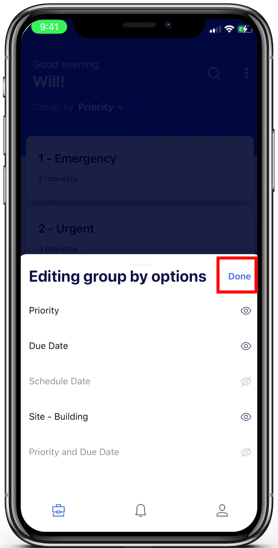 9:41
Good evening,
Will!
Group by Priority
1 - Emergency
2 requests
2 - Urgent
3 requests
Editing group by options
Done
Priority
Due Date
Schedule Date
Site - Building
Priority and Due Date